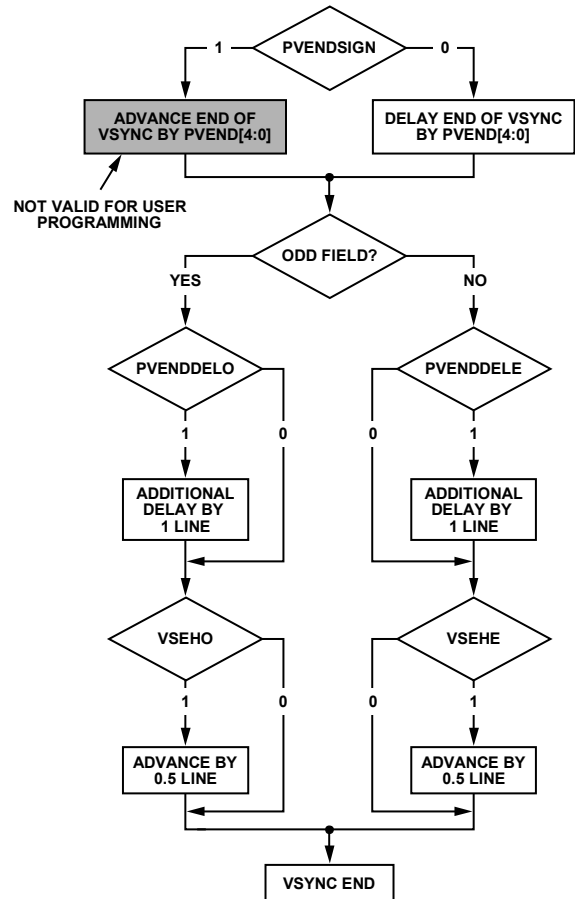 PVENDSIGN
1
0
ADVANCE END OF
VSYNC BY PVEND[4:0]
DELAY END OF VSYNC
BY PVEND[4:0]
NOT VALID FOR USER
PROGRAMMING
ODD FIELD?
YES
NO
PVENDDELO
PVENDDELE
1
0
0
1
ADDITIONAL
DELAY BY
1 LINE
ADDITIONAL
DELAY BY
1 LINE
VSEHO
VSEHE
1
0
0
1
ADVANCE BY
0.5 LINE
ADVANCE BY
0.5 LINE
VSYNC END